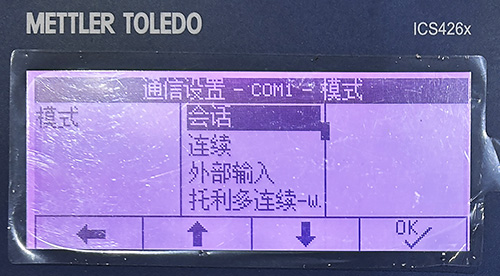 METTLER TOLEDO
ICS426x
通信设置 - COM1 - 模式
模式
会话
连续
外部输入
托利多连续-W.
OK